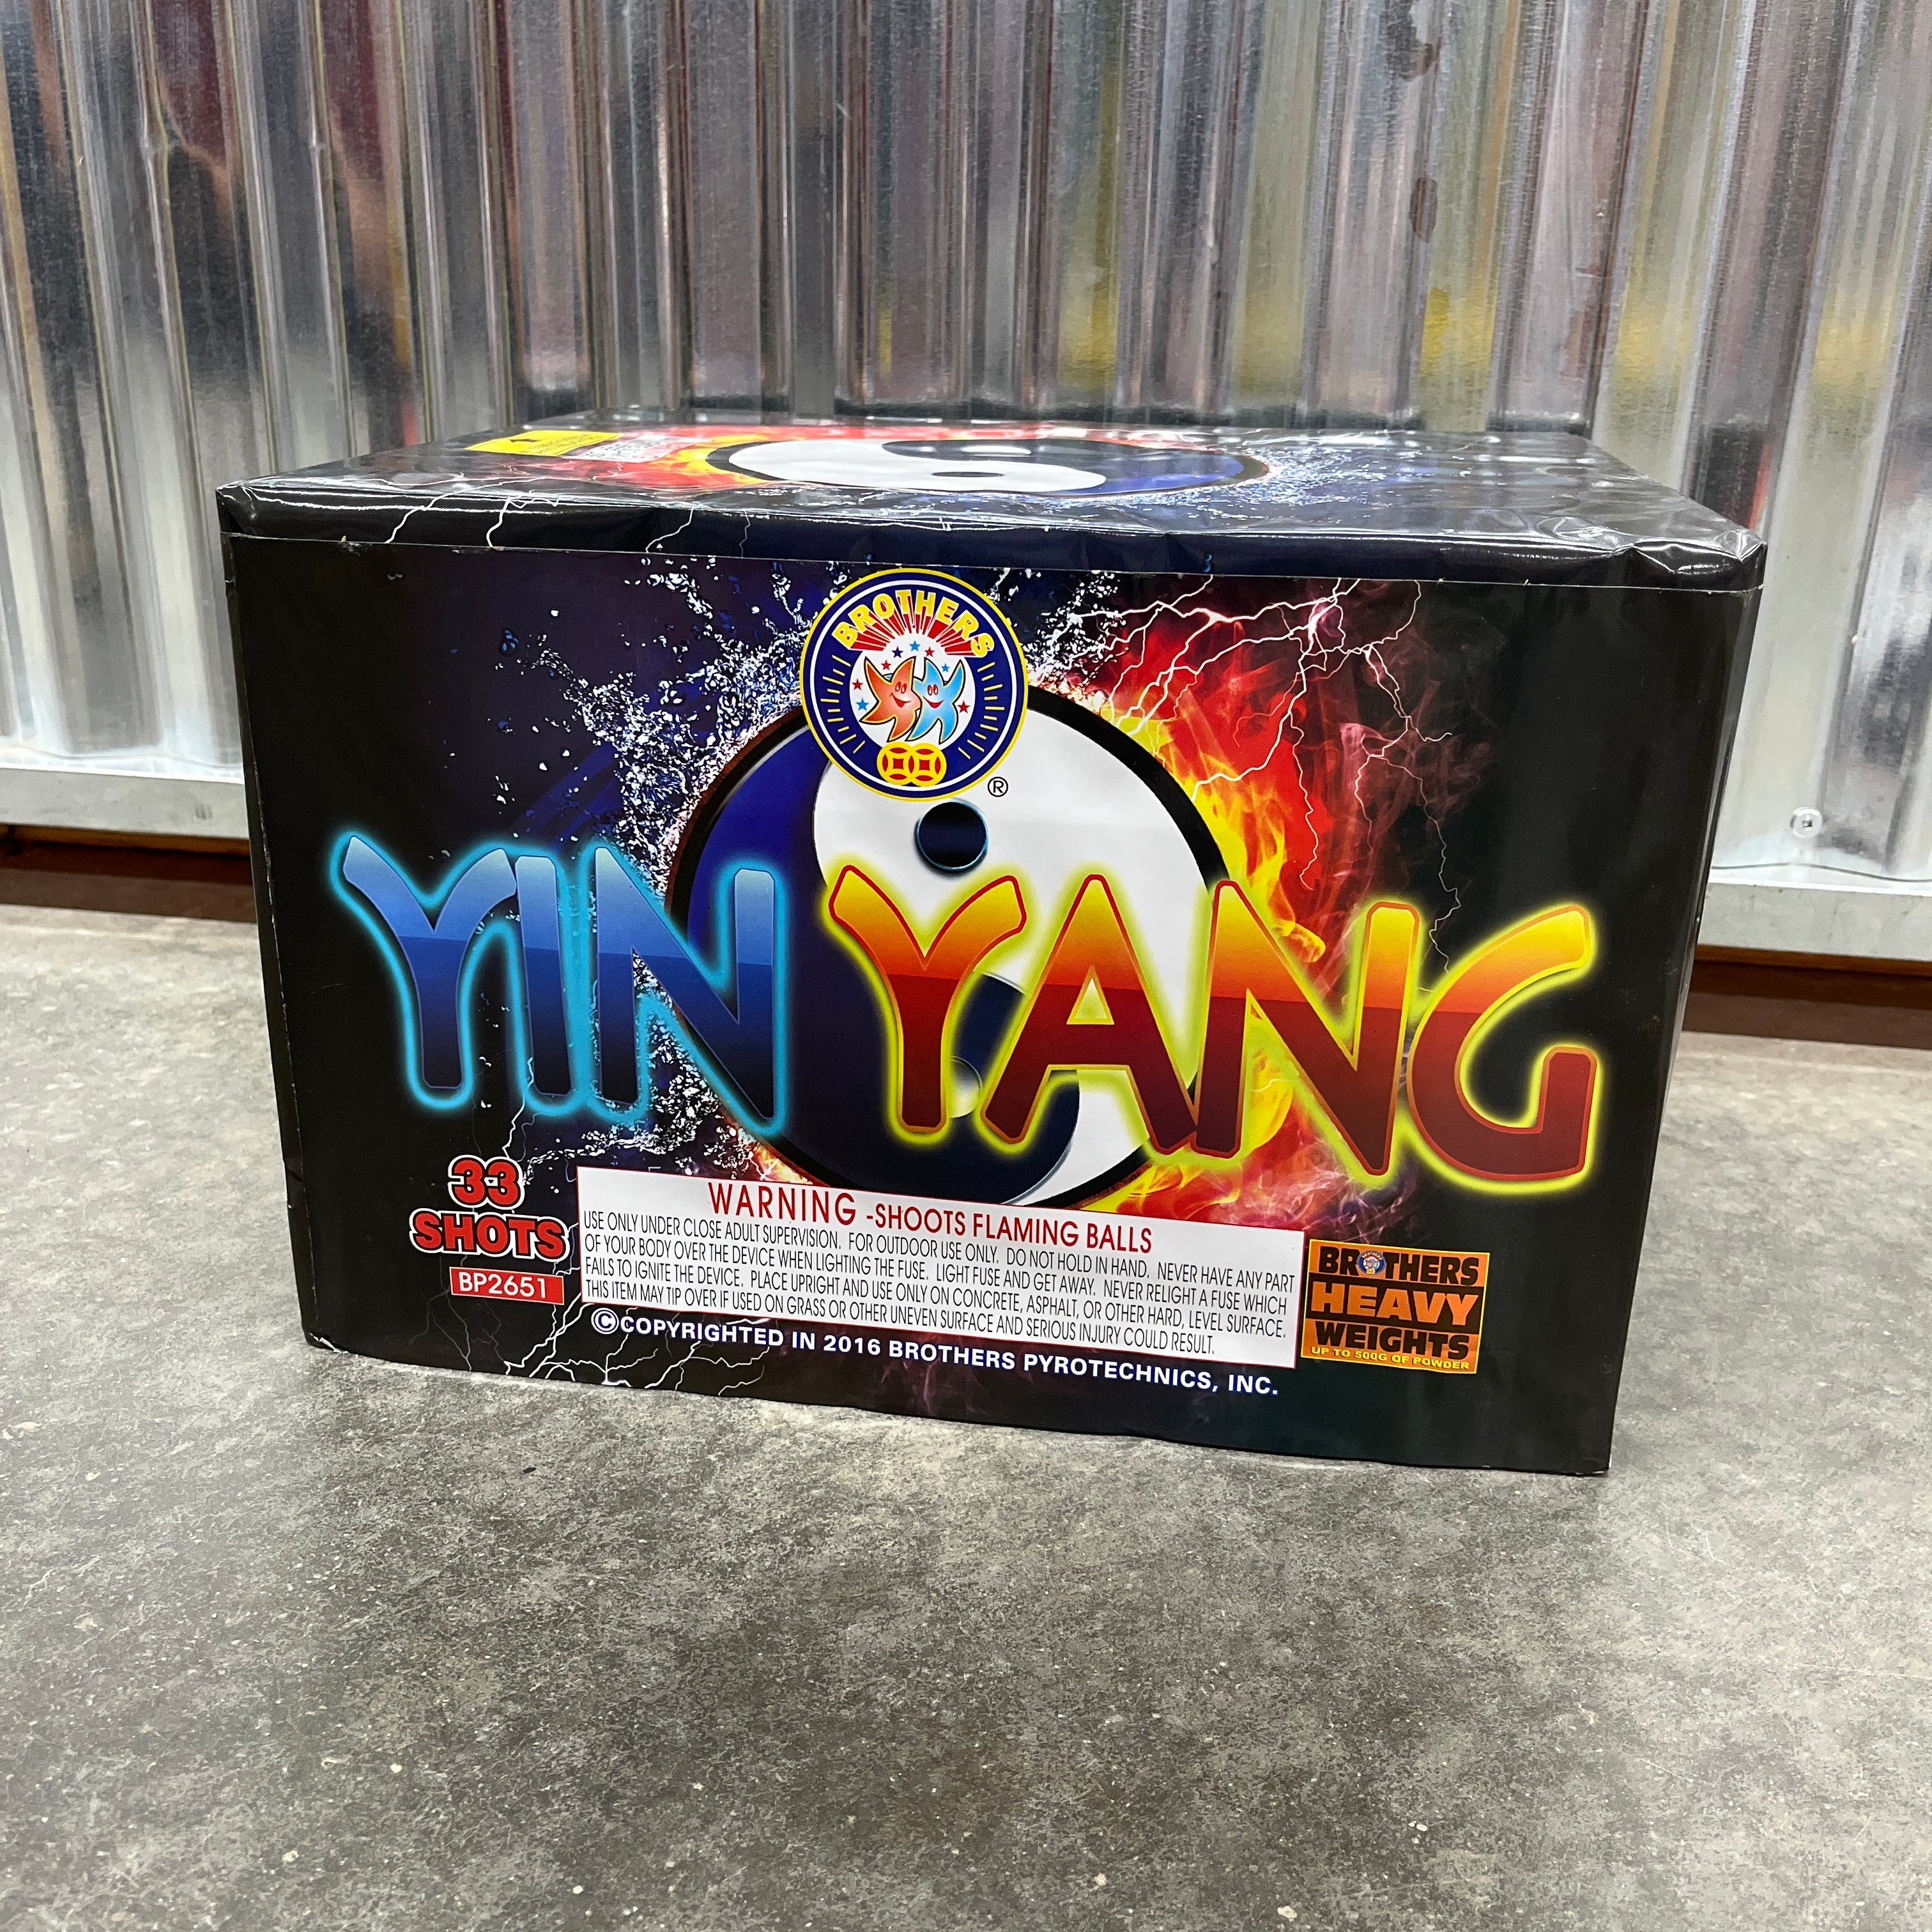 BROTHERS
®
YIN YANG
33
SHOTS
BP2651
WARNING -SHOOTS FLAMING BALLS
USE ONLY UNDER CLOSE ADULT SUPERVISION. FOR OUTDOOR USE ONLY. DO NOT HOLD IN HAND. NEVER HAVE ANY PART
OF YOUR BODY OVER THE DEVICE WHEN LIGHTING THE FUSE. LIGHT FUSE AND GET AWAY. NEVER RELIGHT A FUSE WHICH
FAILS TO IGNITE THE DEVICE. PLACE UPRIGHT AND USE ONLY ON CONCRETE, ASPHALT, OR OTHER HARD, LEVEL SURFACE.
THIS ITEM MAY TIP OVER IF USED ON GRASS OR OTHER UNEVEN SURFACE AND SERIOUS INJURY COULD RESULT.
©COPYRIGHTED IN 2016 BROTHERS PYROTECHNICS, INC.
BROTHERS
HEAVY
WEIGHTS
UP TO 500G OF POWDER